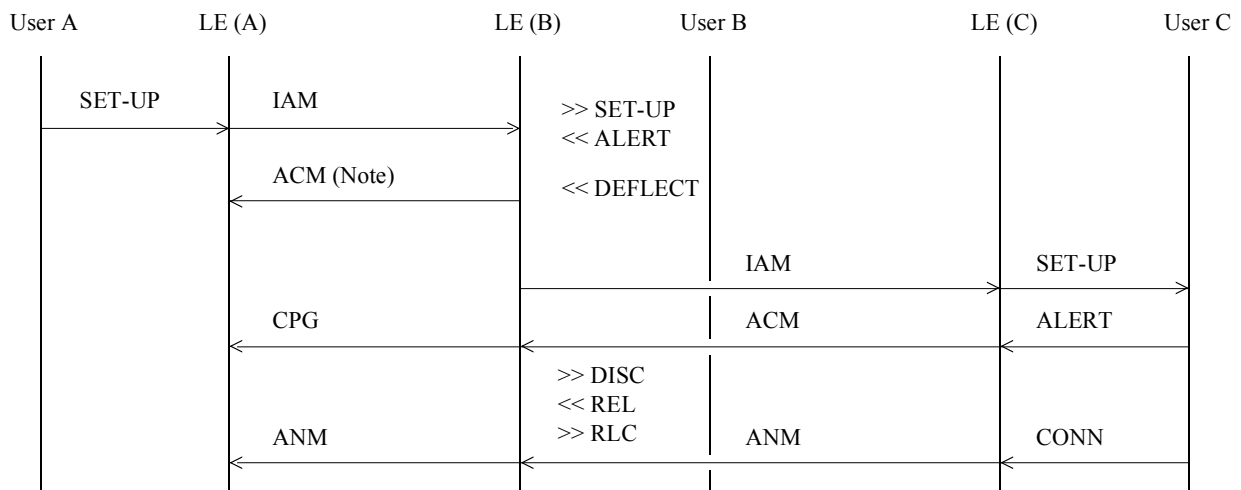 User A LE (A) LE (B) User B LE (C) User C
SET-UP IAM >> SET-UP
<< ALERT
ACM (Note) << DEFLECT
IAM SET-UP
CPG ACM ALERT
>> DISC
<< REL
>> RLC
ANM ANM CONN